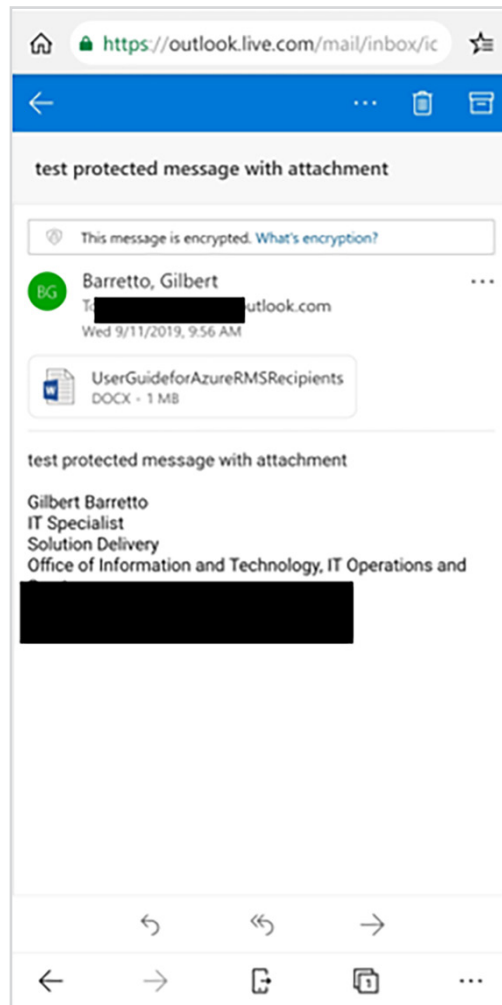 https://outlook.live.com/mail/inbox/ic
test protected message with attachment
This message is encrypted. What's encryption?
BG
Barretto, Gilbert
utlook.com
Wed 9/11/2019, 9:56 AM
UserGuideforAzureRMSRecipients
DOCX - 1 MB
test protected message with attachment
Gilbert Barretto
IT Specialist
Solution Delivery
Office of Information and Technology, IT Operations and
1